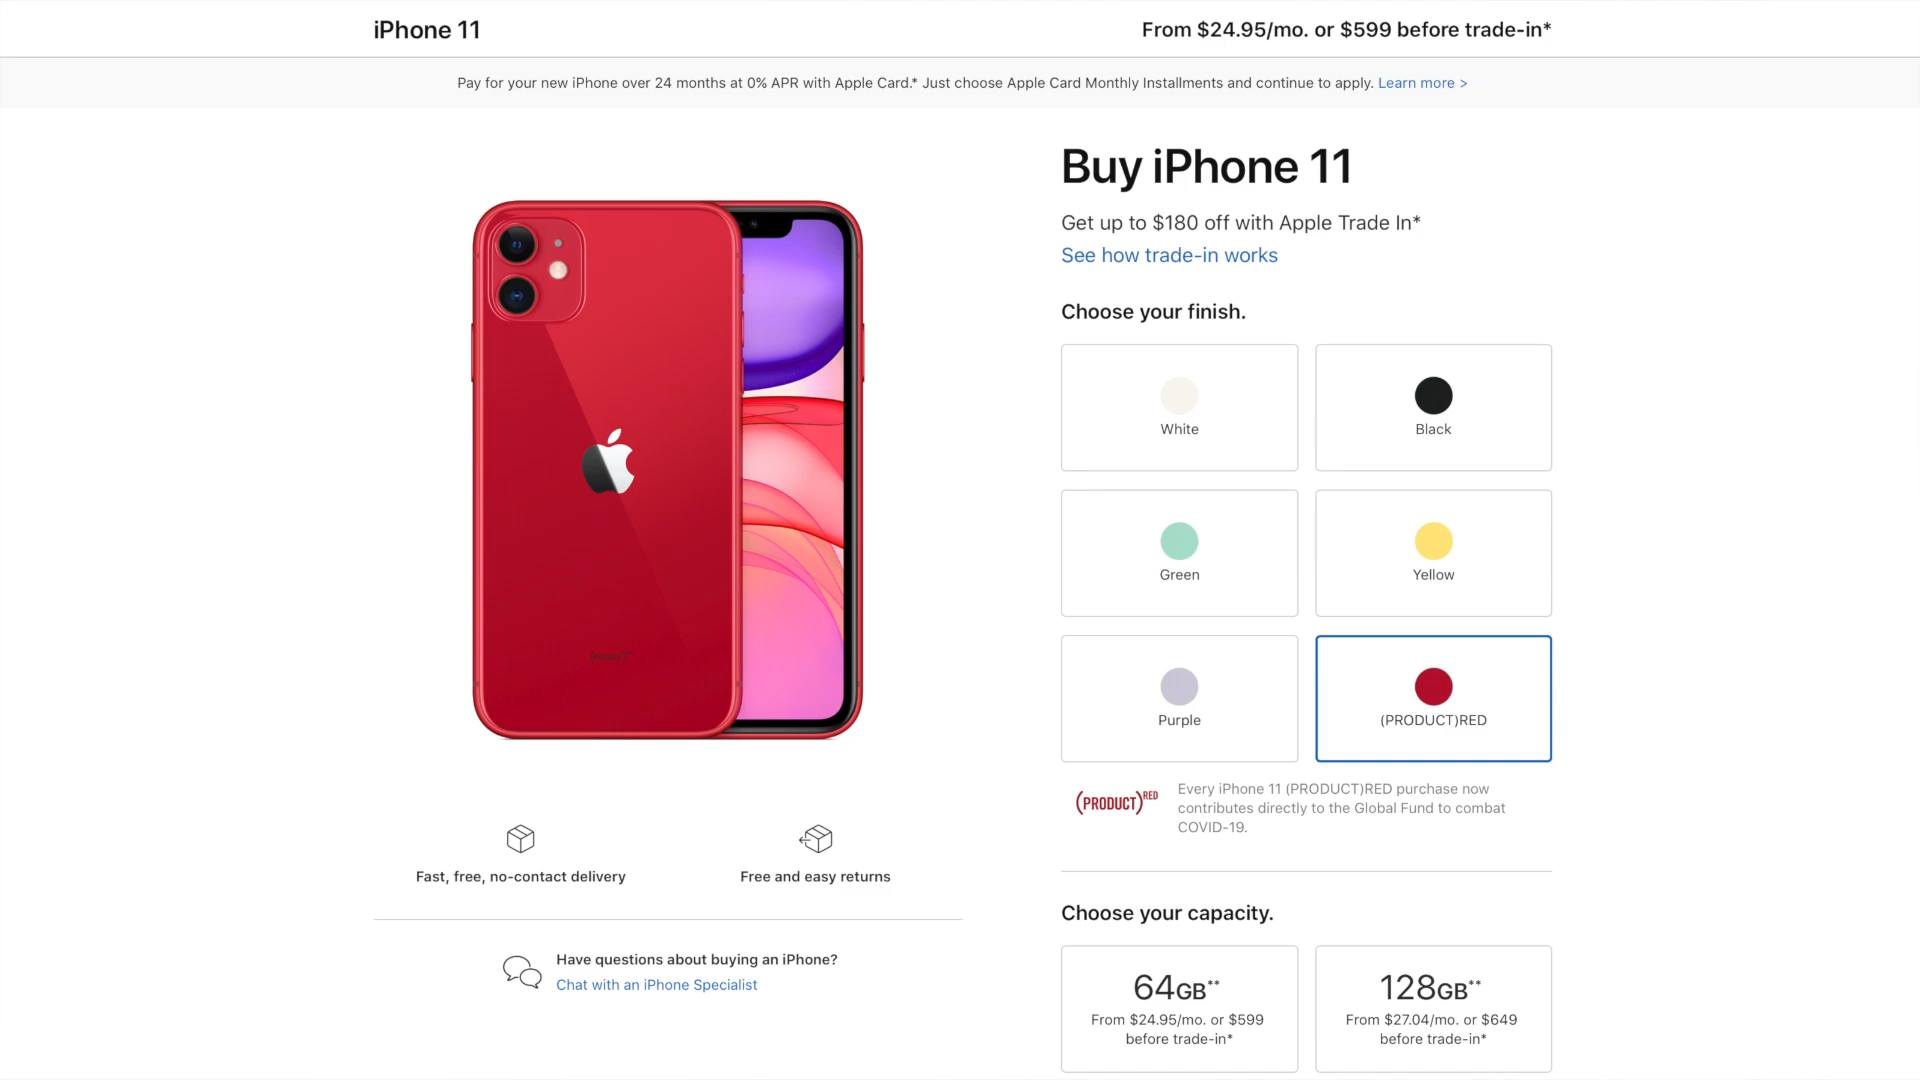 iPhone 11
From $24.95/mo. or $599 before trade-in*
Pay for your new iPhone over 24 months at 0% APR with Apple Card.* Just choose Apple Card Monthly Installments and continue to apply. Learn more >
Buy iPhone 11
Get up to $180 off with Apple Trade In*
See how trade-in works
Choose your finish.
White
Black
Green
Yellow
Purple
(PRODUCT)RED
(PRODUCT)RED
Every iPhone 11 (PRODUCT)RED purchase now
contributes directly to the Global Fund to combat
COVID-19.
Fast, free, no-contact delivery
Free and easy returns
Have questions about buying an iPhone?
Chat with an iPhone Specialist
Choose your capacity.
64GB**
From $24.95/mo. or $599
before trade-in*
128GB**
From $27.04/mo. or $649
before trade-in*